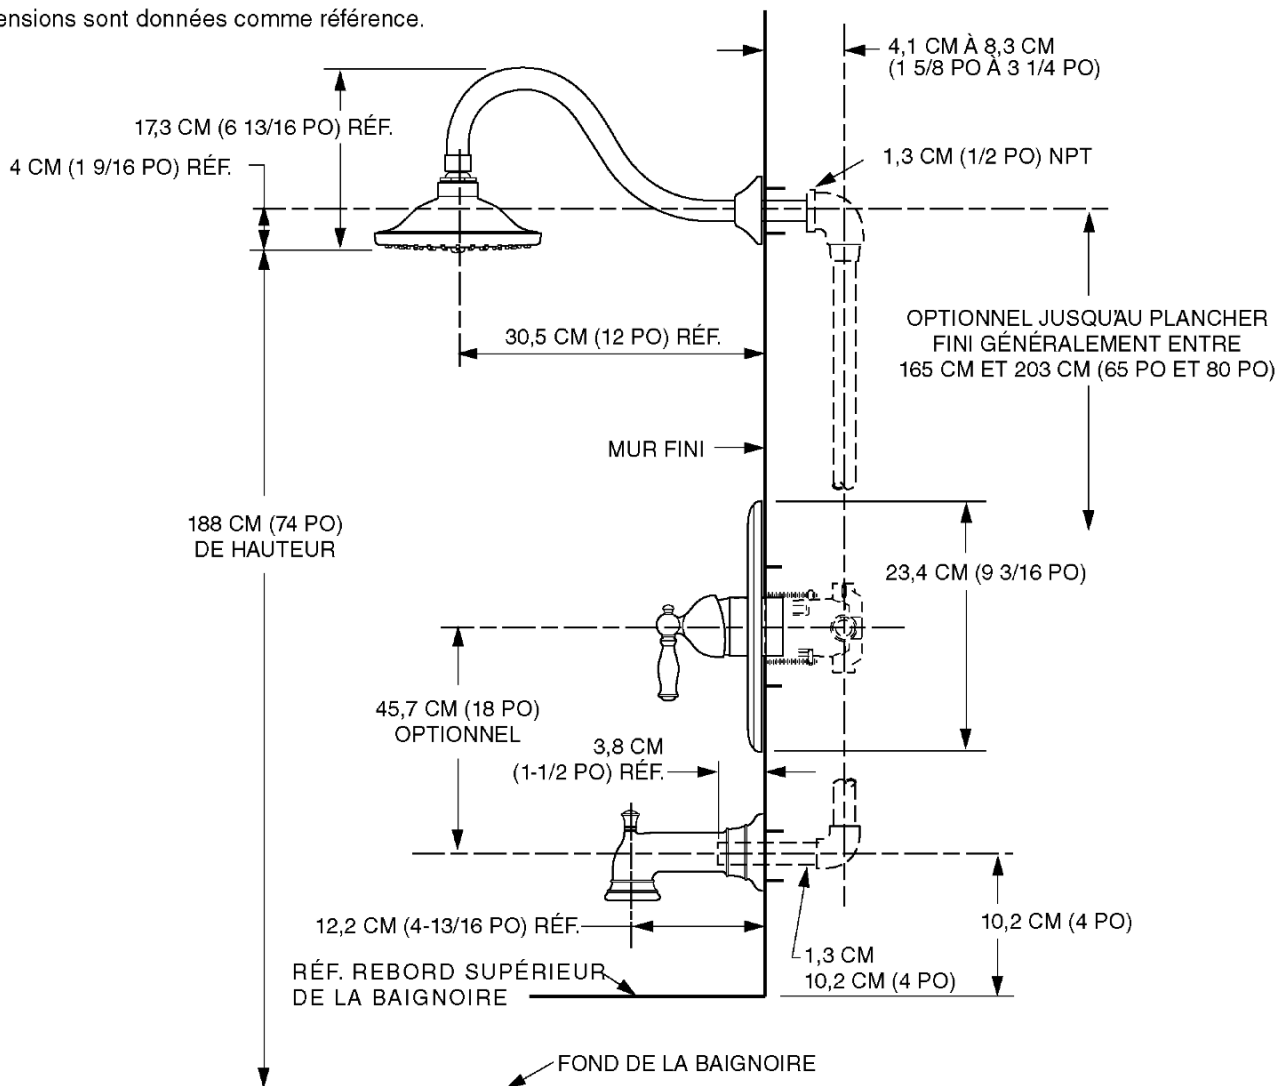 ensions sont données comme référence.
4,1 CM À 8,3 CM
(1 5/8 PO À 3 1/4 PO)
17,3 CM (6 13/16 PO) RÉF.
4 CM (1 9/16 PO) RÉF.
1,3 CM (1/2 PO) NPT
30,5 CM (12 PO) RÉF.
OPTIONNEL JUSQU'AU PLANCHER
FINI GÉNÉRALEMENT ENTRE
165 CM ET 203 CM (65 PO ET 80 PO)
MUR FINI
188 CM (74 PO)
DE HAUTEUR
23,4 CM (9 3/16 PO)
45,7 CM (18 PO)
OPTIONNEL
3,8 CM
(1-1/2 PO) RÉF.
12,2 CM (4-13/16 PO) RÉF.
10,2 CM (4 PO)
1,3 CM
10,2 CM (4 PO)
RÉF. REBORD SUPÉRIEUR
DE LA BAIGNOIRE
FOND DE LA BAIGNOIRE